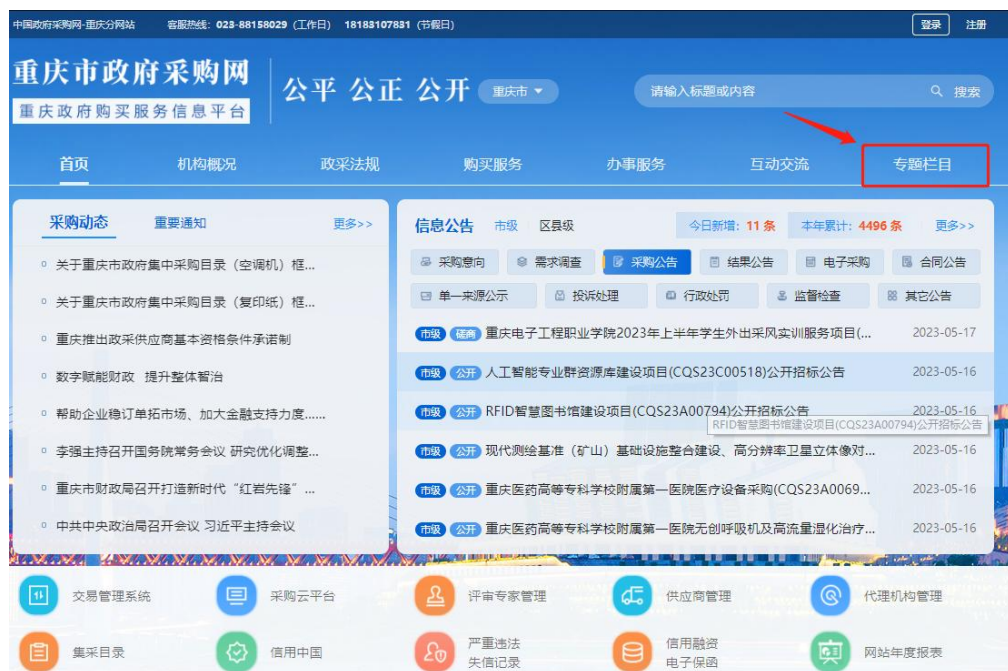 中国政府采购网-重庆分网站 客服热线：023-88158029（工作日） 18183107831（节假日） 登录 注册
重庆市政府采购网
重庆政府购买服务信息平台
公平 公正 公开 重庆市 请输入标题或内容 搜索
首页 机构概况 政采法规 购买服务 办事服务 互动交流 专题栏目
采购动态 重要通知 更多>>
关于重庆市政府集中采购目录（空调机）框...
关于重庆市政府集中采购目录（复印纸）框...
重庆推出政采供应商基本资格条件承诺制
数字赋能财政 提升整体智治
帮助企业稳订单拓市场、加大金融支持力度......
李强主持召开国务院常务会议 研究优化调整...
重庆市财政局召开打造新时代“红岩先锋”...
中共中央政治局召开会议 习近平主持会议
信息公告 市级 区县级 今日新增：11 条 本年累计：4496 条 更多>>
采购意向 需求调查 采购公告 结果公告 电子采购 合同公告
单一来源公示 投诉处理 行政处罚 监督检查 其它公告
市级 磋商 重庆电子工程职业学院2023年上半年学生外出采风实训服务项目(... 2023-05-17
市级 公开 人工智能专业群资源库建设项目(CQS23C00518)公开招标公告 2023-05-16
市级 公开 RFID智慧图书馆建设项目(CQS23A00794)公开招标公告 2023-05-16
RFID智慧图书馆建设项目(CQS23A00794)公开招标公告
市级 公开 现代测绘基准（矿山）基础设施整合建设、高分辨率卫星立体像对... 2023-05-16
市级 公开 重庆医药高等专科学校附属第一医院医疗设备采购(CQS23A0069... 2023-05-16
市级 公开 重庆医药高等专科学校附属第一医院无创呼吸机及高流量湿化治疗... 2023-05-16
交易管理系统 采购云平台 评审专家管理 供应商管理 代理机构管理
集采目录 信用中国 严重违法 信用融资 网站年度报表
失信记录 电子保函